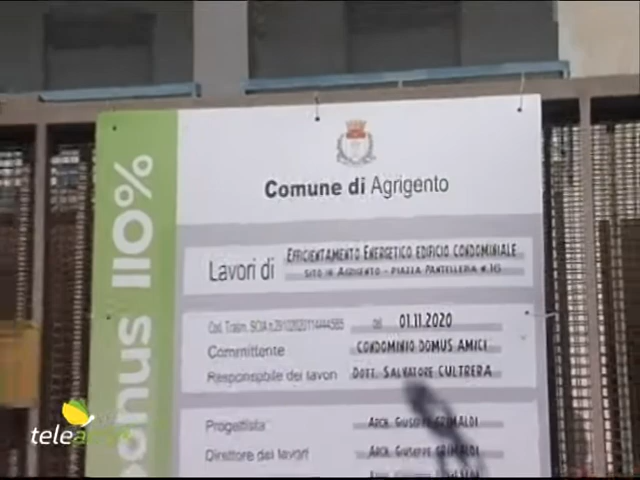 bonus 110%
Comune di Agrigento
Lavori di EFFICIENTAMENTO ENERGETICO EDIFICIO CONDOMINIALE
SITO IN AGRIGENTO - PIAZZA PANTELLERIA N.16
del 01.11.2020
Committente CONDOMINIO DOMUS AMICI
Responsabile dei lavori DOTT. SALVATORE CULTRERA
Progettista ARCH. GIUSEPPE GRIMALDI
Direttore dei lavori ARCH. GIUSEPPE GRIMALDI
tele